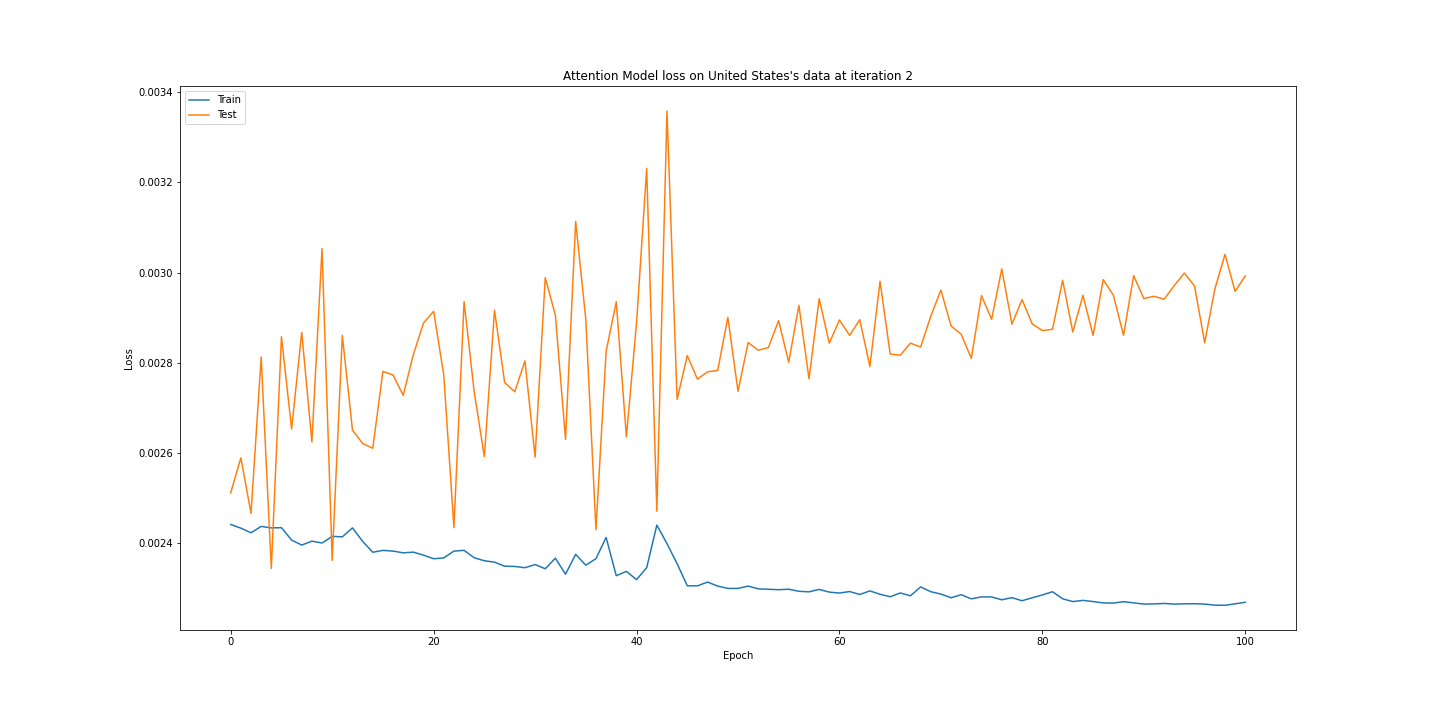 Attention Model loss on United States's data at iteration 2
Train
Test
0.0034
0.0032
0.0030
0.0028
0.0026
0.0024
Loss
0 20 40 60 80 100
Epoch